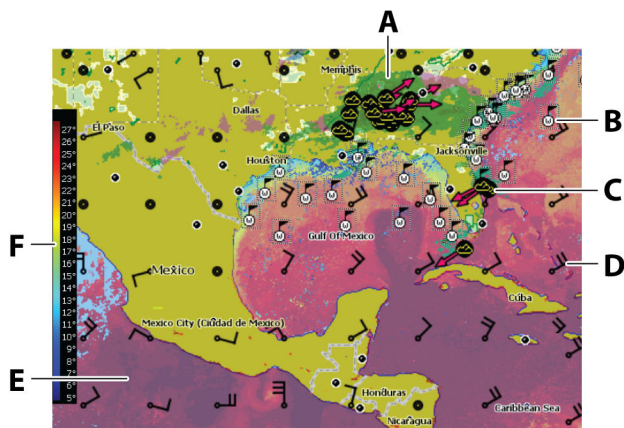 A
Memphis
Dallas
El Paso
B
Jacksonville
Houston
C
Gulf Of Mexico
F
D
Mexico
Cuba
Mexico City (Ciudad de Mexico)
E
Honduras
Caribbean Sea
Nicaragua
27°
26°
25°
24°
23°
22°
21°
20°
19°
18°
17°
16°
15°
14°
13°
12°
11°
10°
9°
8°
7°
6°
5°